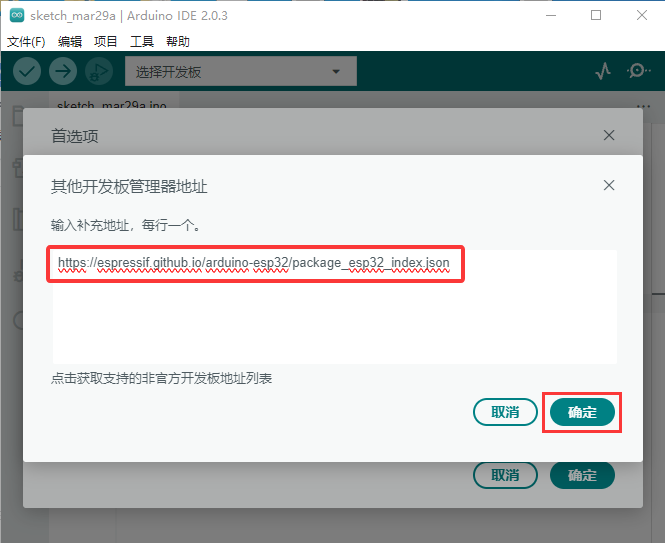 sketch_mar29a | Arduino IDE 2.0.3
文件(F) 编辑 项目 工具 帮助
选择开发板
sketch_mar29a.ino
首选项
其他开发板管理器地址
输入补充地址，每行一个。
https://espressif.github.io/arduino-esp32/package_esp32_index.json
点击获取支持的非官方开发板地址列表
取消 确定
取消 确定